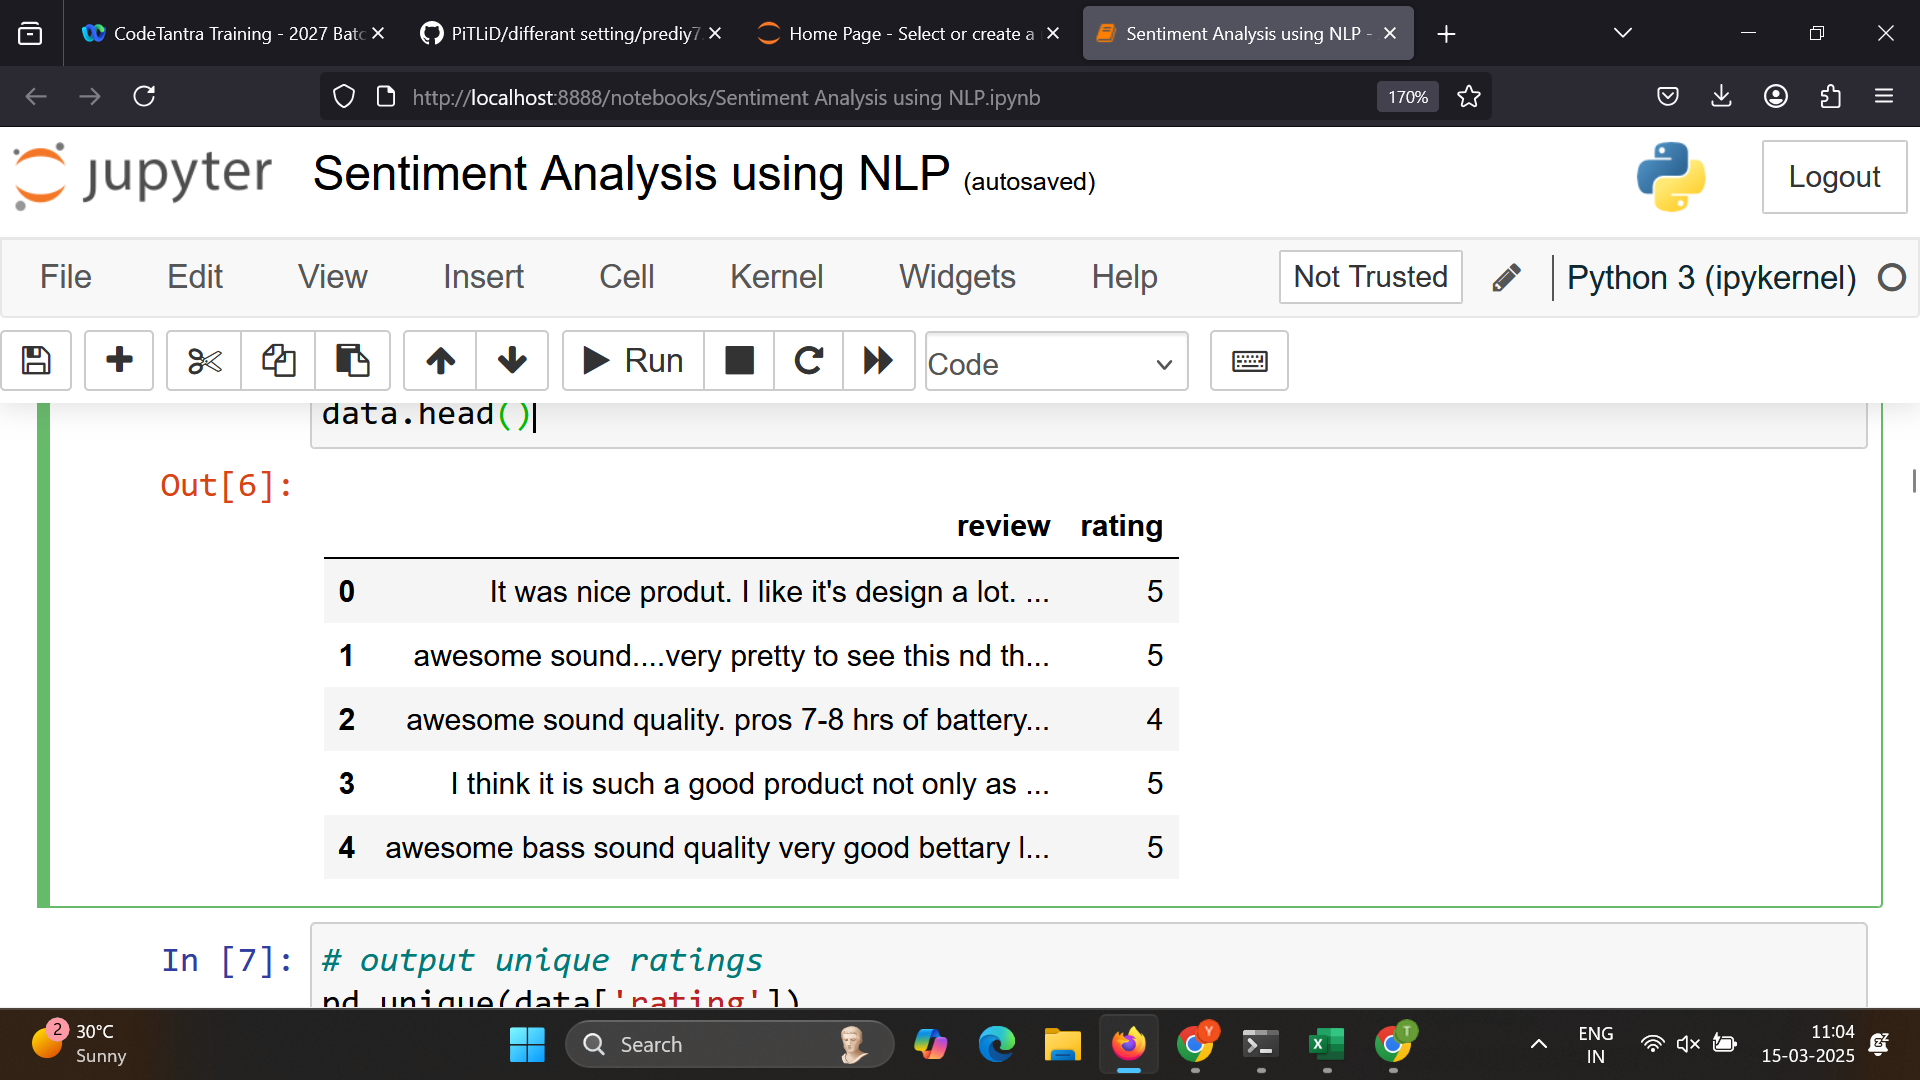 CodeTantra Training - 2027 Batc
PiTLiD/differant setting/prediy7.
Home Page - Select or create a
Sentiment Analysis using NLP -
http://localhost:8888/notebooks/Sentiment Analysis using NLP.ipynb
170%
jupyter
Sentiment Analysis using NLP (autosaved)
Logout
File Edit View Insert Cell Kernel Widgets Help
Not Trusted
Python 3 (ipykernel)
Run
Code
data.head()
Out[6]:
review rating
0 It was nice produt. I like it's design a lot. ... 5
1 awesome sound....very pretty to see this nd th... 5
2 awesome sound quality. pros 7-8 hrs of battery... 4
3 I think it is such a good product not only as ... 5
4 awesome bass sound quality very good bettary l... 5
In [7]: # output unique ratings
pd.unique(data['rating'])
2
30°C
Sunny
Search
Y
T
ENG
IN
11:04
15-03-2025